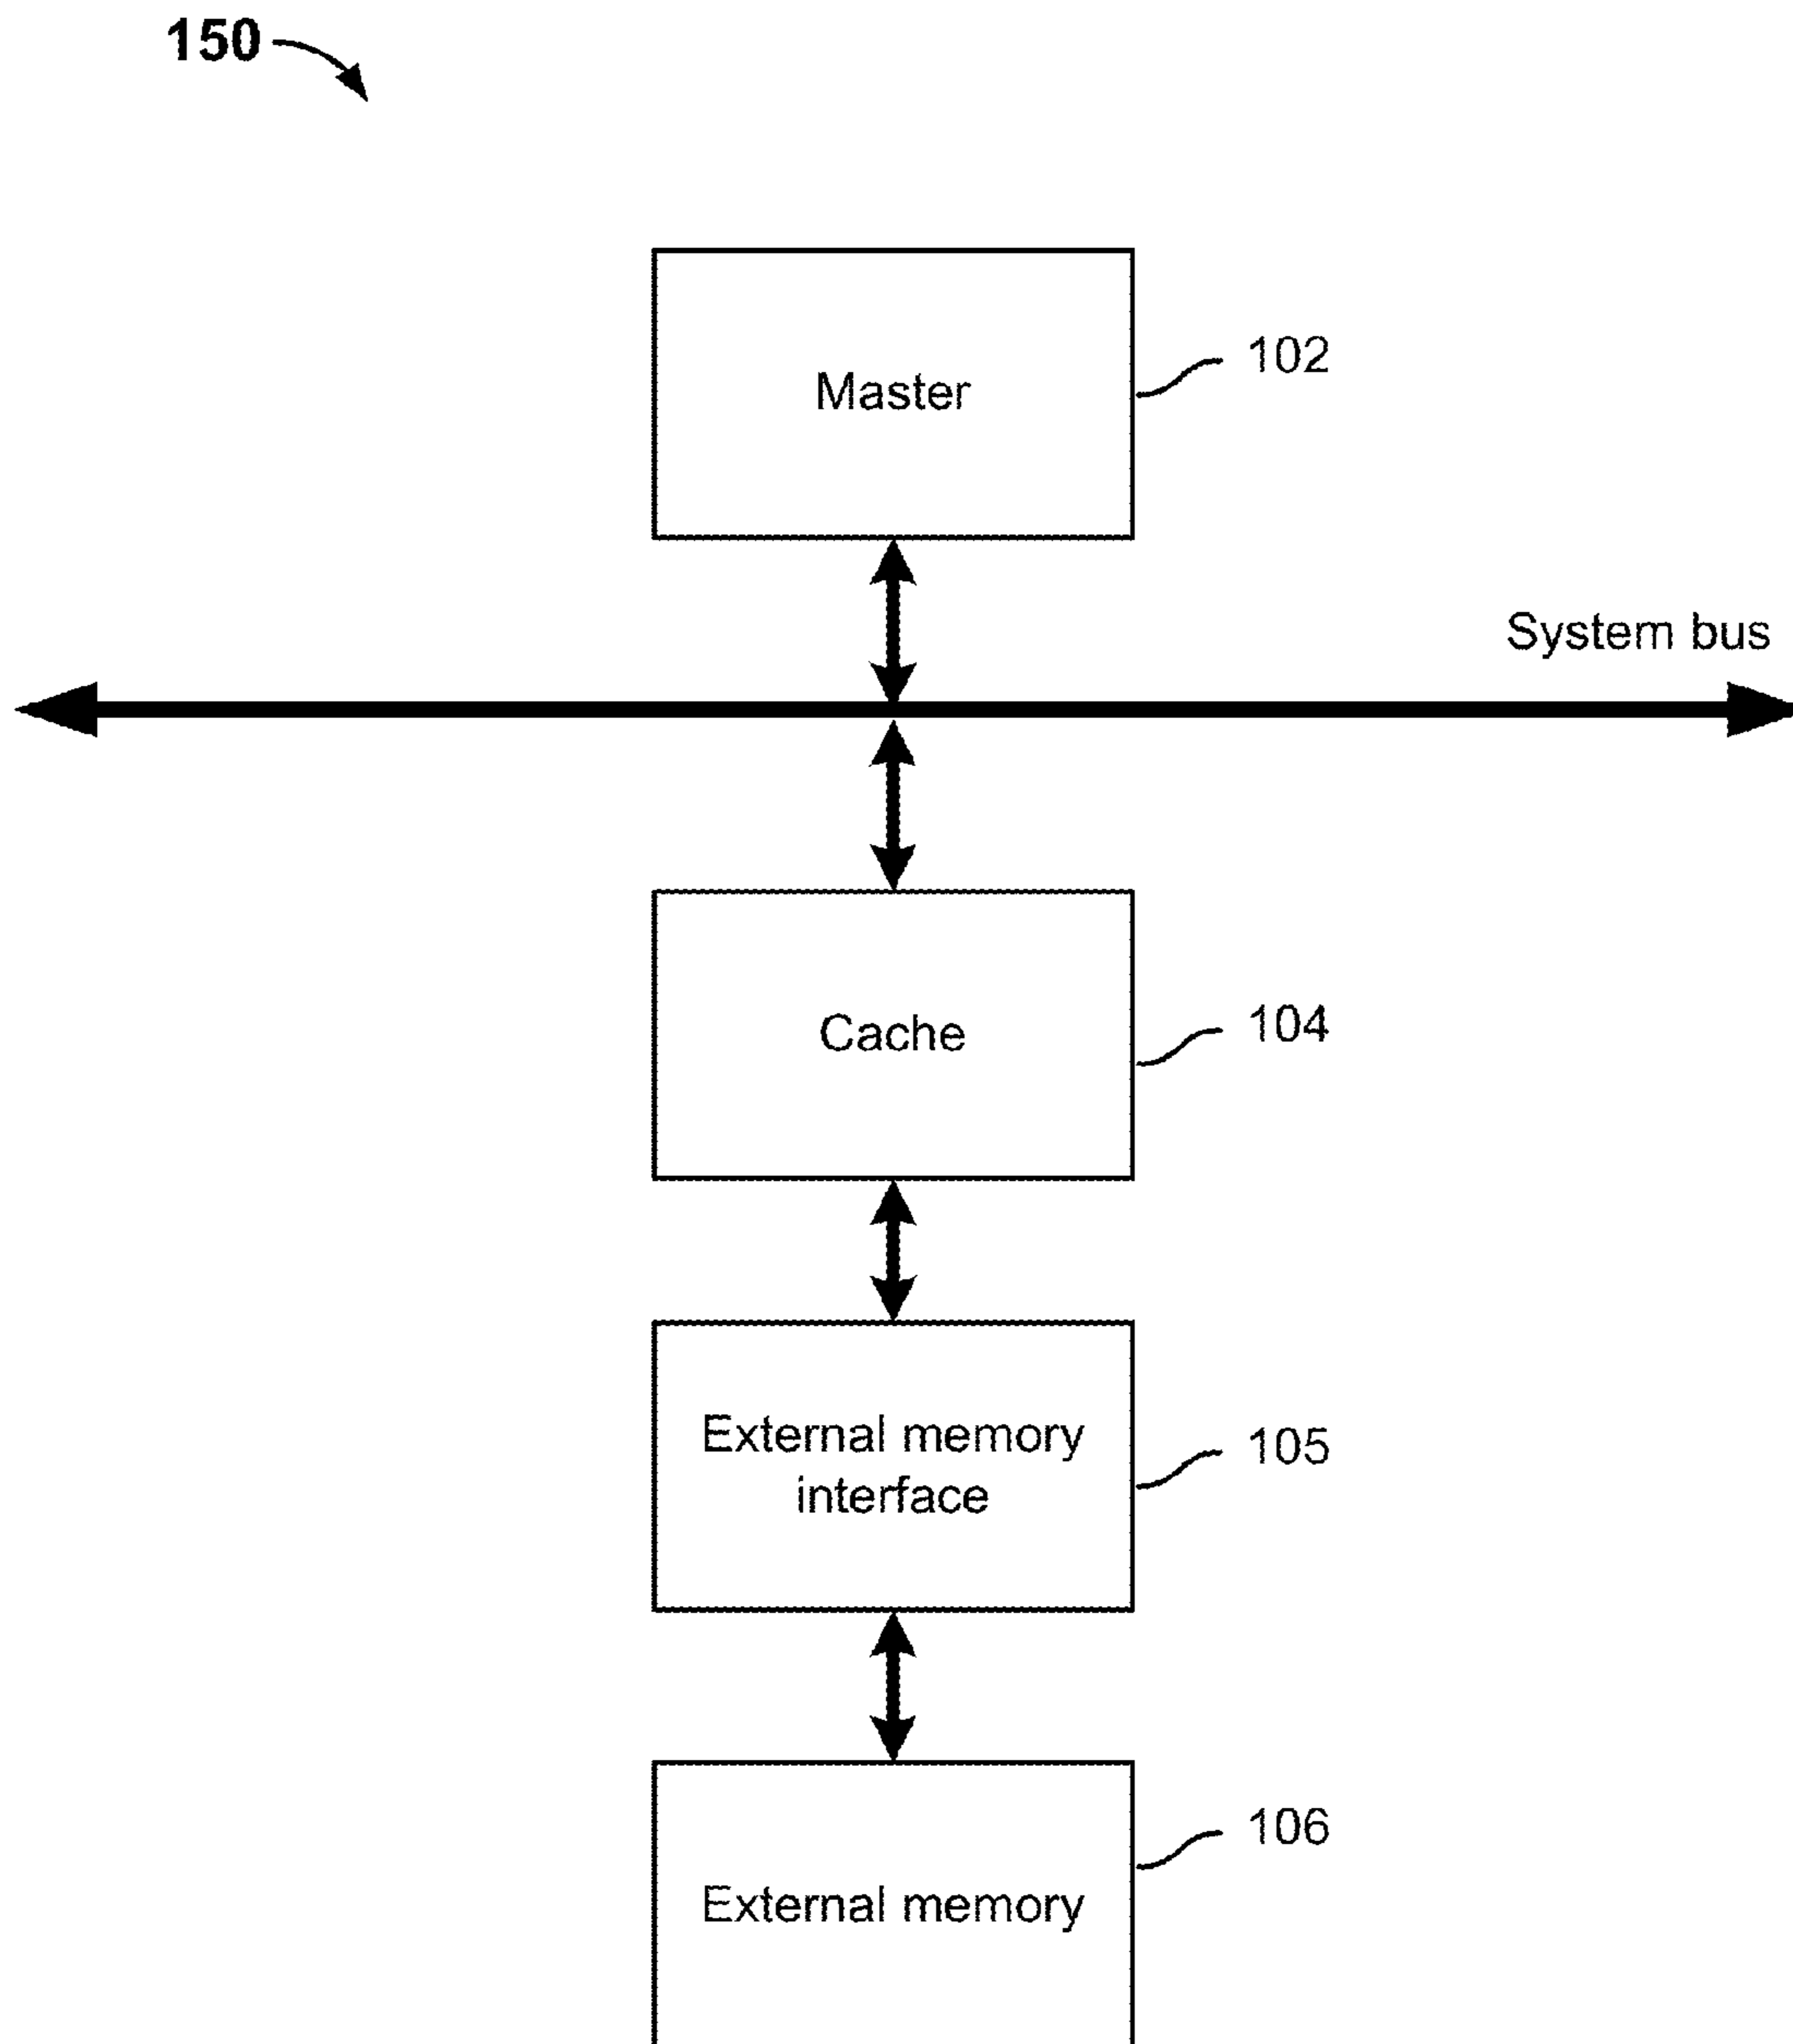 150
Master
102
System bus
Cache
104
External memory
interface
105
External memory
106